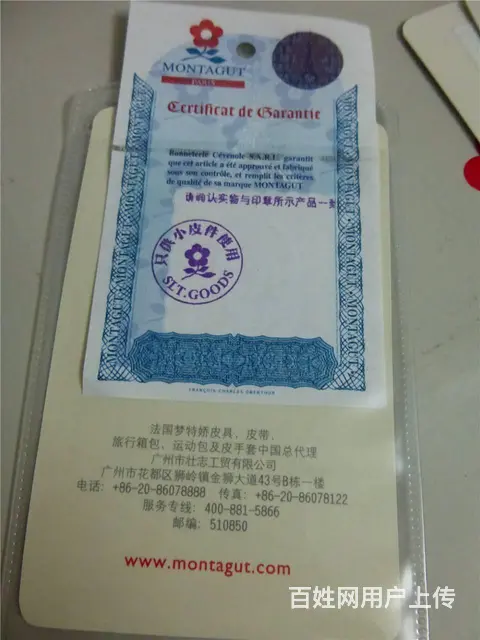 MONTAGUT
PARIS
Certificat de Garantie
Bonneterie Cévenole S.A.R.L. garantit
que cet article a été approuvé et fabriqué
sous son contrôle, et remplit les critères
de qualité de sa marque MONTAGUT
请确认实物与印章所示产品一致
只供小皮件使用
SLT.GOODS
FRANÇOIS-CHARLES OBERTHUR
法国梦特娇皮具、皮带、
旅行箱包、运动包及皮手套中国总代理
广州市壮志工贸有限公司
广州市花都区狮岭镇金狮大道43号B栋一楼
电话: +86-20-86078888 传真: +86-20-86078122
服务专线: 400-881-5866
邮编: 510850
www.montagut.com
百姓网用户上传